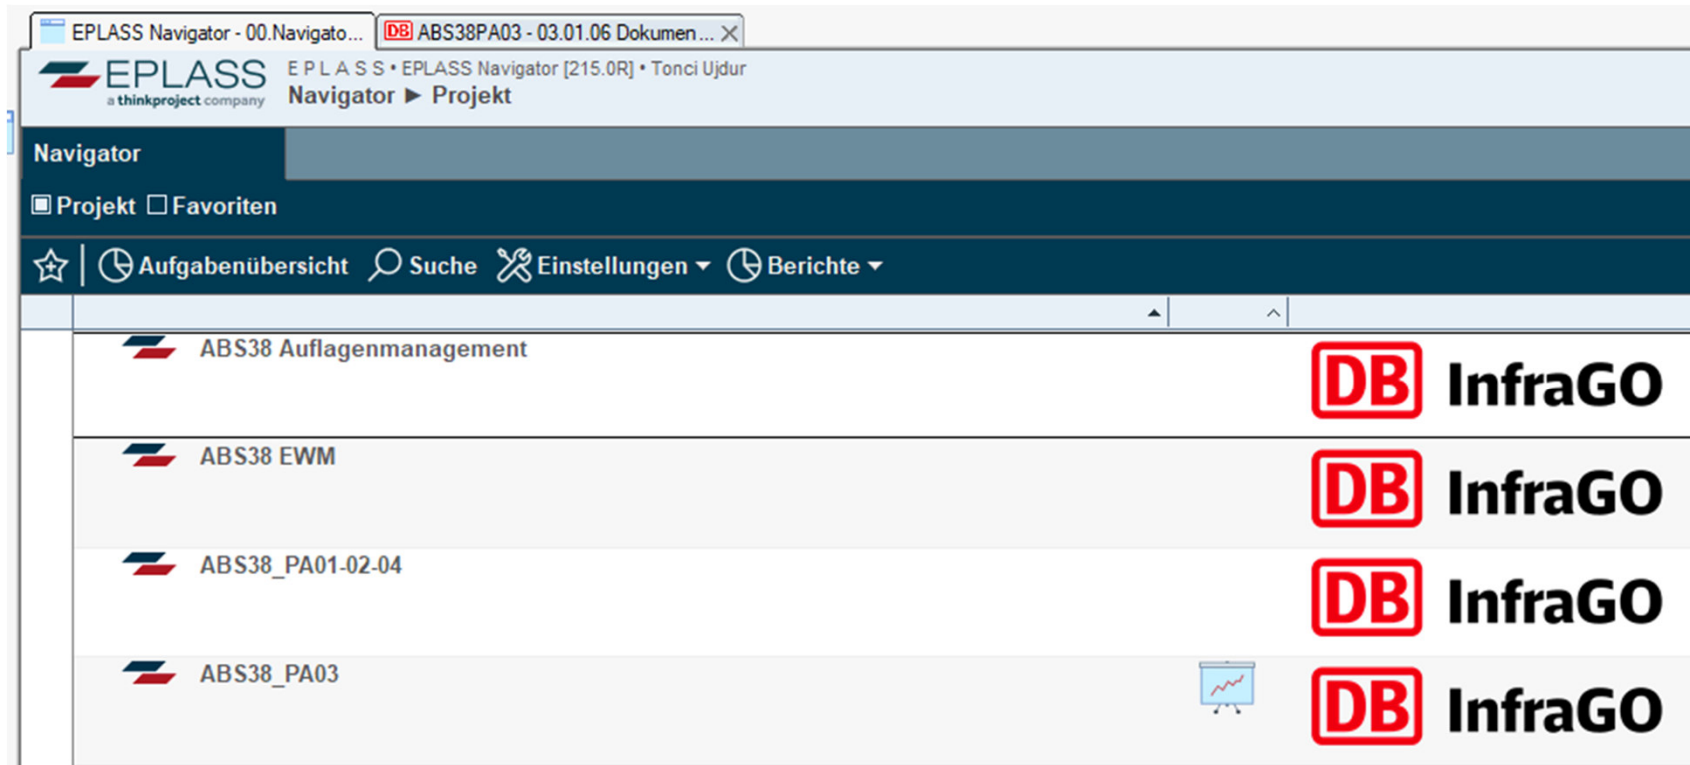 EPLASS Navigator - 00.Navigato...
DB ABS38PA03 - 03.01.06 Dokumen ...
EPLASS
a thinkproject company
E P L A S S • EPLASS Navigator [215.0R] • Tonci Ujdur
Navigator ► Projekt
Navigator
Projekt Favoriten
Aufgabenübersicht Suche Einstellungen Berichte
ABS38 Auflagenmanagement
DB InfraGO
ABS38 EWM
DB InfraGO
ABS38_PA01-02-04
DB InfraGO
ABS38_PA03
DB InfraGO